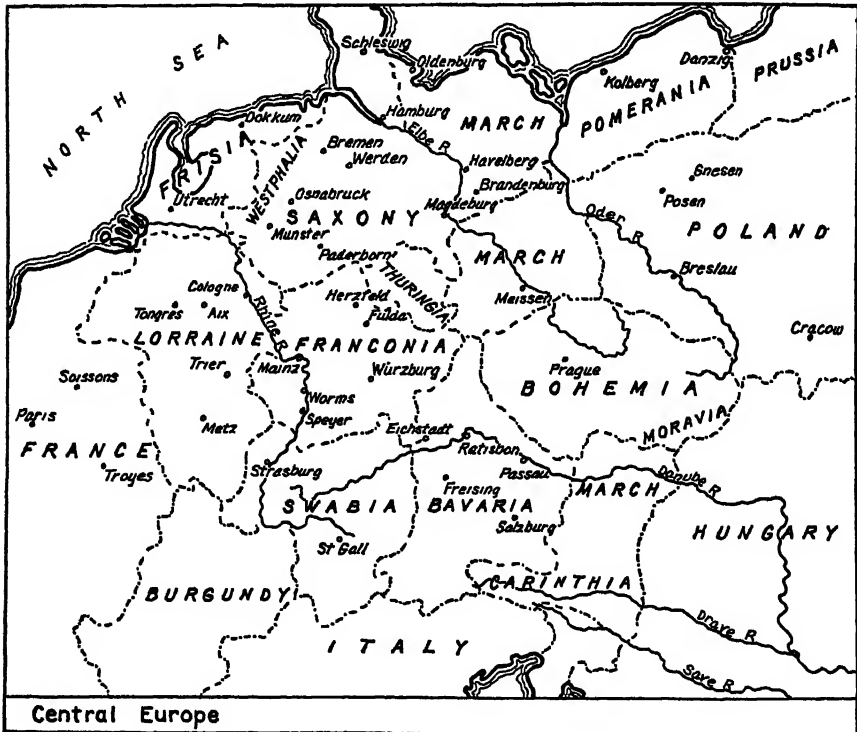 NORTH SEA
Schleswig
Oldenburg
Danzig
PRUSSIA
Kolberg
POMERANIA
Dokkum
Hamburg
Elbe R
MARCH
FRISIA
WESTPHALIA
Bremen
Werden
Havelberg
Brandenburg
Gnesen
Posen
Utrecht
Osnabruck
SAXONY
Magdeburg
Oder R
POLAND
Munster
Paderborn
MARCH
Breslau
Cologne
THURINGIA
Meissen
Tongres
Aix
Rhine R
Herzfeld
Fulda
Cracow
LORRAINE
FRANCONIA
Soissons
Trier
Mainz
Würzburg
Prague
BOHEMIA
Paris
Metz
Worms
Speyer
MORAVIA
FRANCE
Eichstadt
Ratisbon
Troyes
Strasburg
Passau
Danube R
SWABIA
Freising
BAVARIA
MARCH
Salzburg
HUNGARY
St Gall
BURGUNDY
CARINTHIA
ITALY
Drave R
Save R
Central Europe